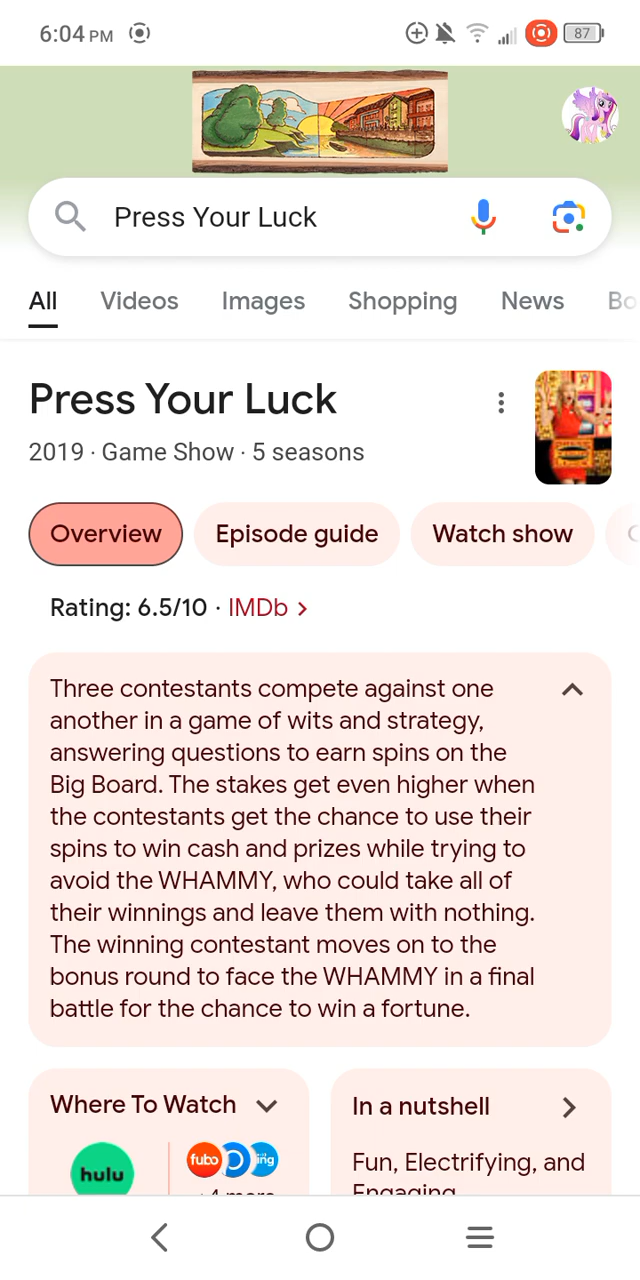 6:04 PM
87
Press Your Luck
All Videos Images Shopping News Bo
Press Your Luck
2019 · Game Show · 5 seasons
Overview Episode guide Watch show
Rating: 6.5/10 · IMDb >
Three contestants compete against one
another in a game of wits and strategy,
answering questions to earn spins on the
Big Board. The stakes get even higher when
the contestants get the chance to use their
spins to win cash and prizes while trying to
avoid the WHAMMY, who could take all of
their winnings and leave them with nothing.
The winning contestant moves on to the
bonus round to face the WHAMMY in a final
battle for the chance to win a fortune.
Where To Watch
hulu
fubo
ing
In a nutshell
Fun, Electrifying, and
Engaging